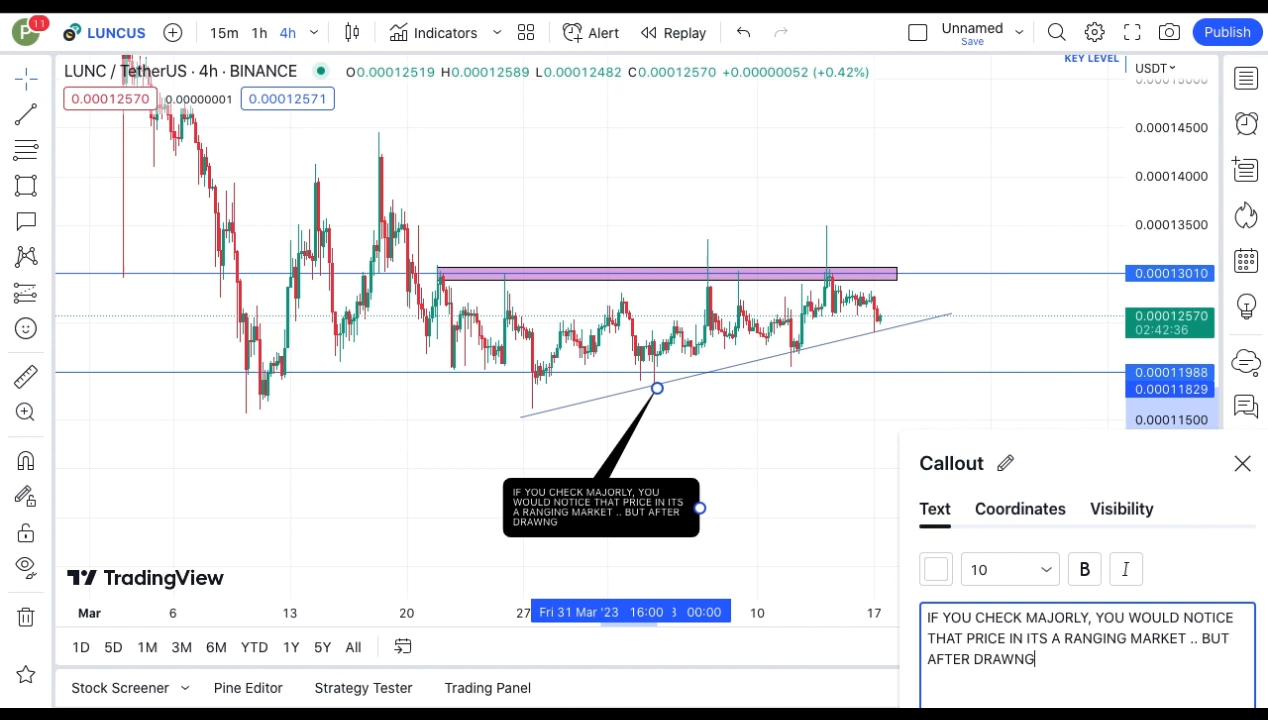 P 11 LUNCUS 15m 1h 4h Indicators Alert Replay Unnamed Save Publish
LUNC / TetherUS · 4h · BINANCE O0.00012519 H0.00012589 L0.00012482 C0.00012570 +0.00000052 (+0.42%)
KEY LEVEL
USDT
0.00012570 0.00000001 0.00012571
0.00015000
0.00014500
0.00014000
0.00013500
0.00013010
0.00012570
02:42:36
0.00011988
0.00011829
0.00011500
IF YOU CHECK MAJORLY, YOU
WOULD NOTICE THAT PRICE IN ITS
A RANGING MARKET .. BUT AFTER
DRAWNG
TradingView
Mar 6 13 20 27 Fri 31 Mar '23 16:00 3 00:00 10 17
1D 5D 1M 3M 6M YTD 1Y 5Y All
Stock Screener Pine Editor Strategy Tester Trading Panel
Callout
Text Coordinates Visibility
10 B I
IF YOU CHECK MAJORLY, YOU WOULD NOTICE
THAT PRICE IN ITS A RANGING MARKET .. BUT
AFTER DRAWNG